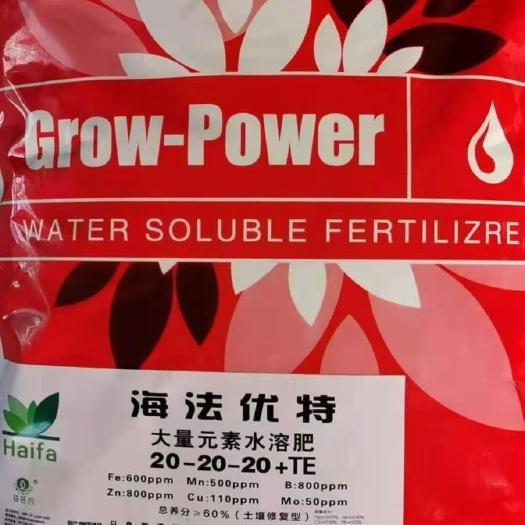 Grow-Power
WATER SOLUBLE FERTILIZRE
海法优特
大量元素水溶肥
20-20-20+TE
Haifa
Fe:600ppm Mn:500ppm B:800ppm
Zn:800ppm Cu:110ppm Mo:50ppm
总养分≥60%(土壤修复型)